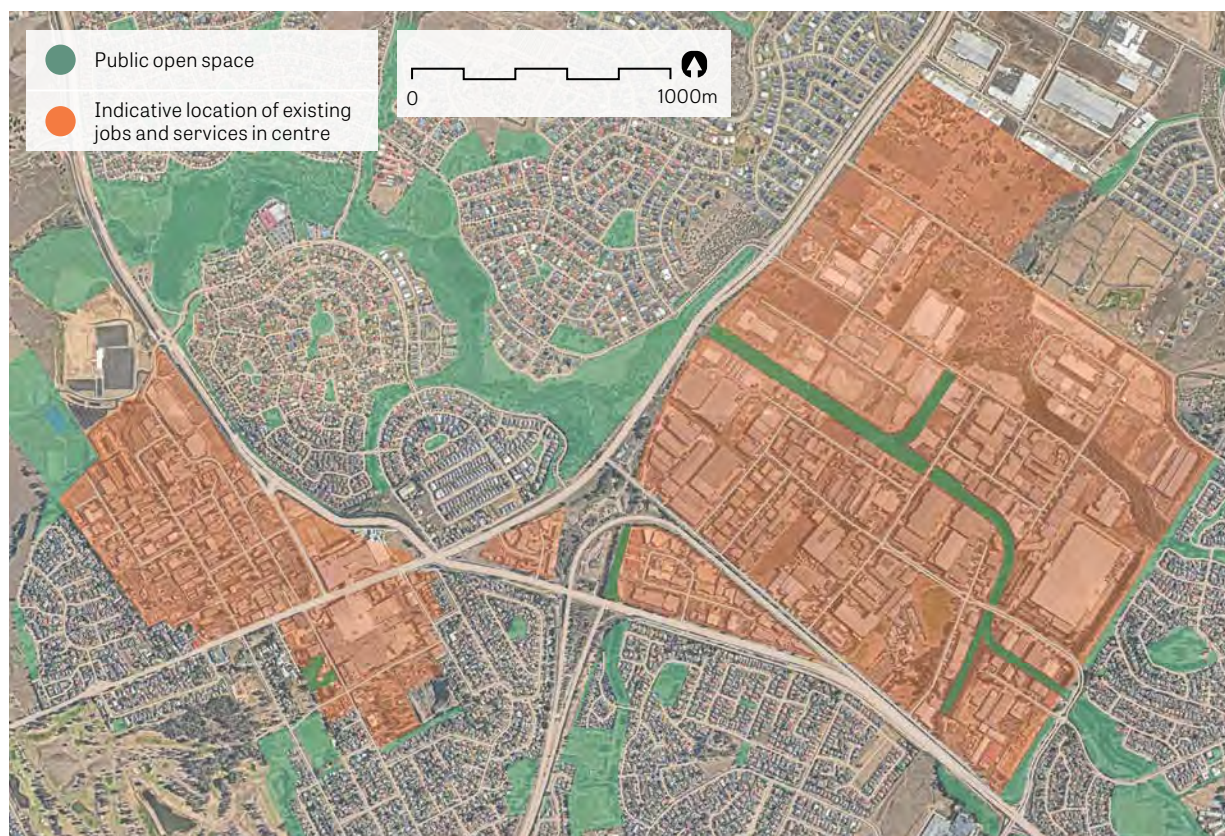 Public open space
Indicative location of existing
jobs and services in centre
0
1000m